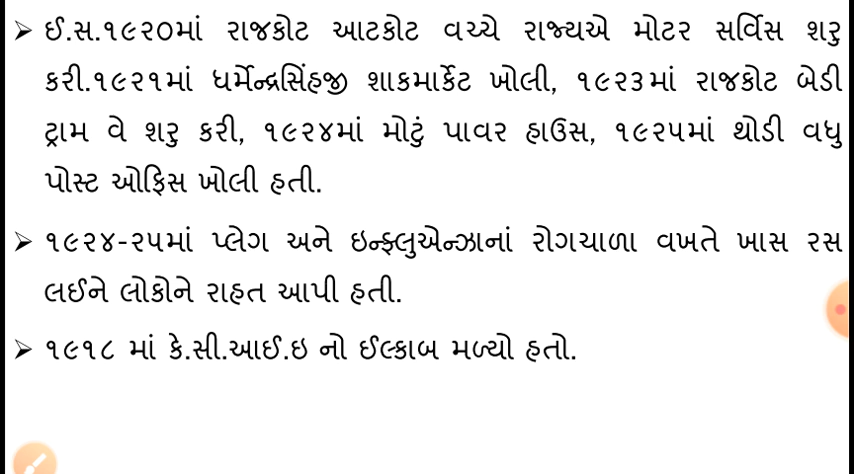 ➢ ઈ.સ.૧૯૨૦માં રાજકોટ આટકોટ વચ્ચે રાજ્યએ મોટર સર્વિસ શરુ
કરી.૧૯૨૧માં ધર્મેન્દ્રસિંહજી શાકમાર્કેટ ખોલી, ૧૯૨૩માં રાજકોટ બેડી
ટ્રામ વે શરુ કરી, ૧૯૨૪માં મોટું પાવર હાઉસ, ૧૯૨૫માં થોડી વધુ
પોસ્ટ ઓફિસ ખોલી હતી.
➢ ૧૯૨૪-૨૫માં પ્લેગ અને ઇન્ફ્લુએન્ઝાનાં રોગચાળા વખતે ખાસ રસ
લઈને લોકોને રાહત આપી હતી.
➢ ૧૯૧૮ માં કે.સી.આઈ.ઇ નો ઈલ્કાબ મળ્યો હતો.